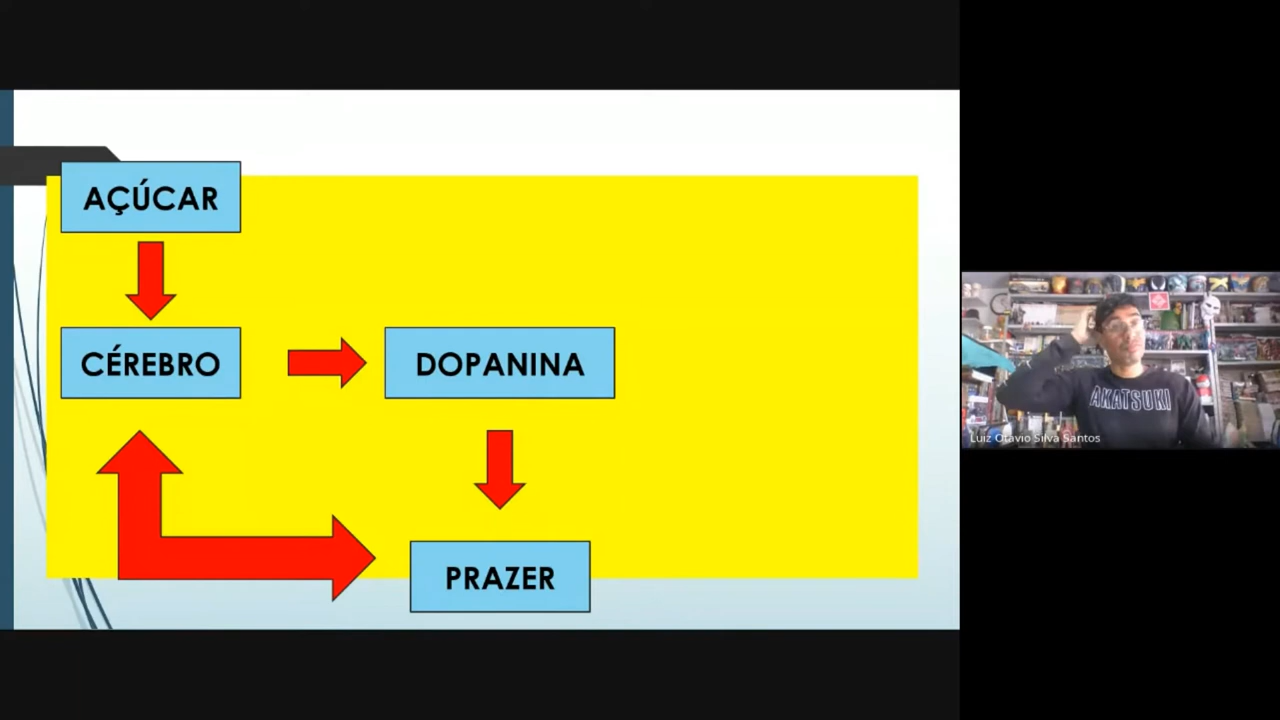 AÇÚCAR
CÉREBRO
DOPANINA
PRAZER
AKATSUKI
Luiz Otavio Silva Santos